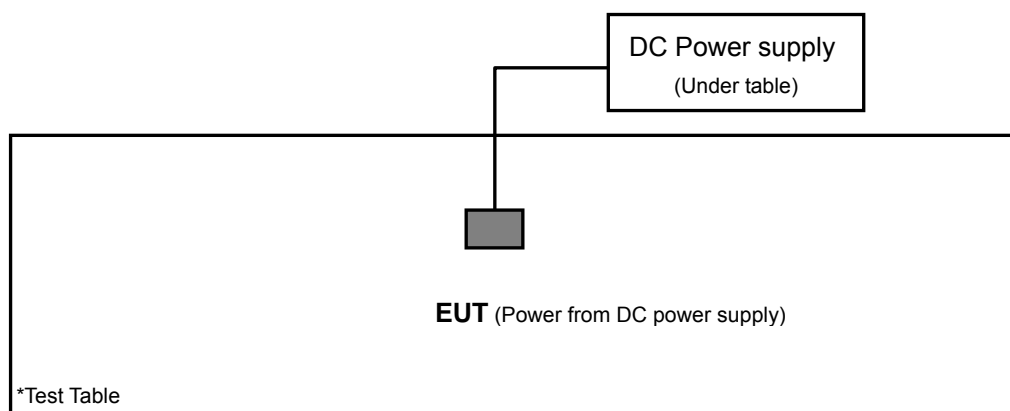 DC Power supply
(Under table)
EUT (Power from DC power supply)
*Test Table